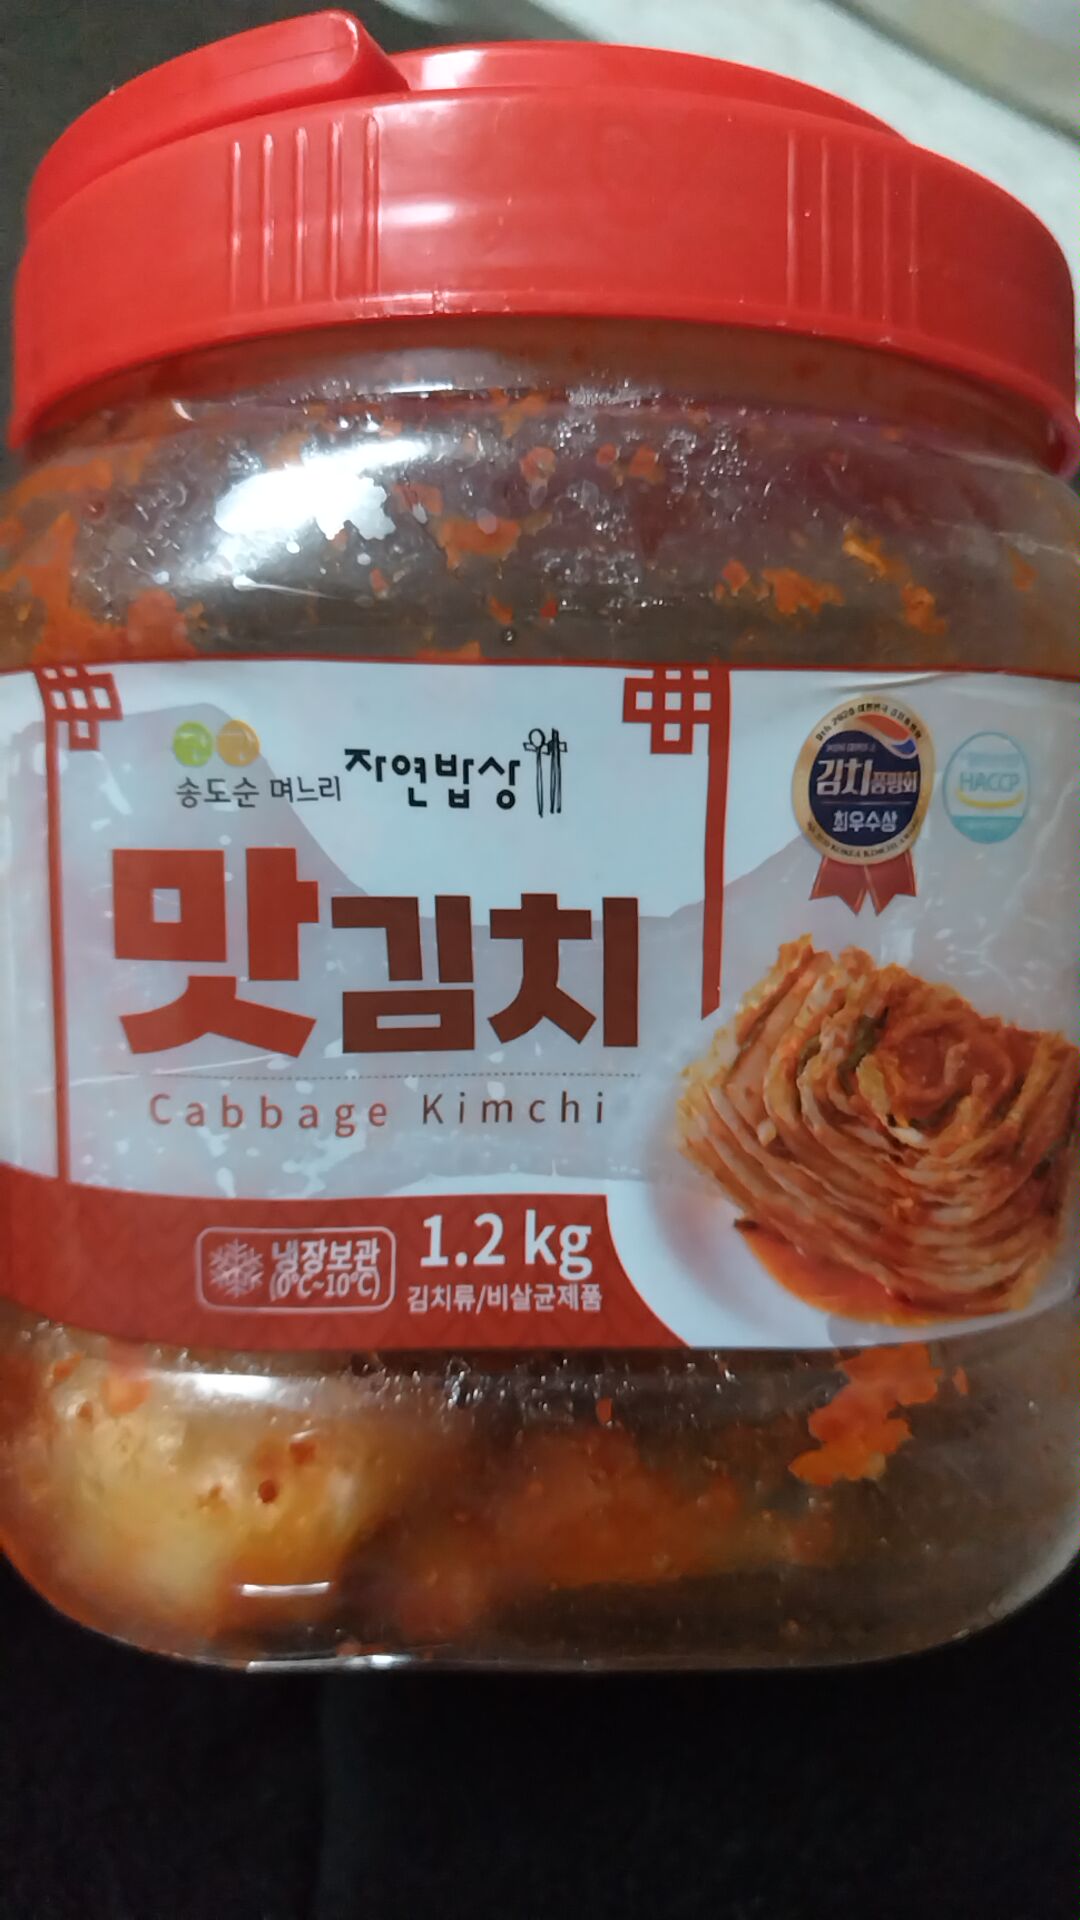 송도순 며느리 자연밥상
맛김치
Cabbage Kimchi
냉장보관
(0°C~10°C)
1.2 kg
김치류/비살균제품
김치품평회
최우수상
HACCP